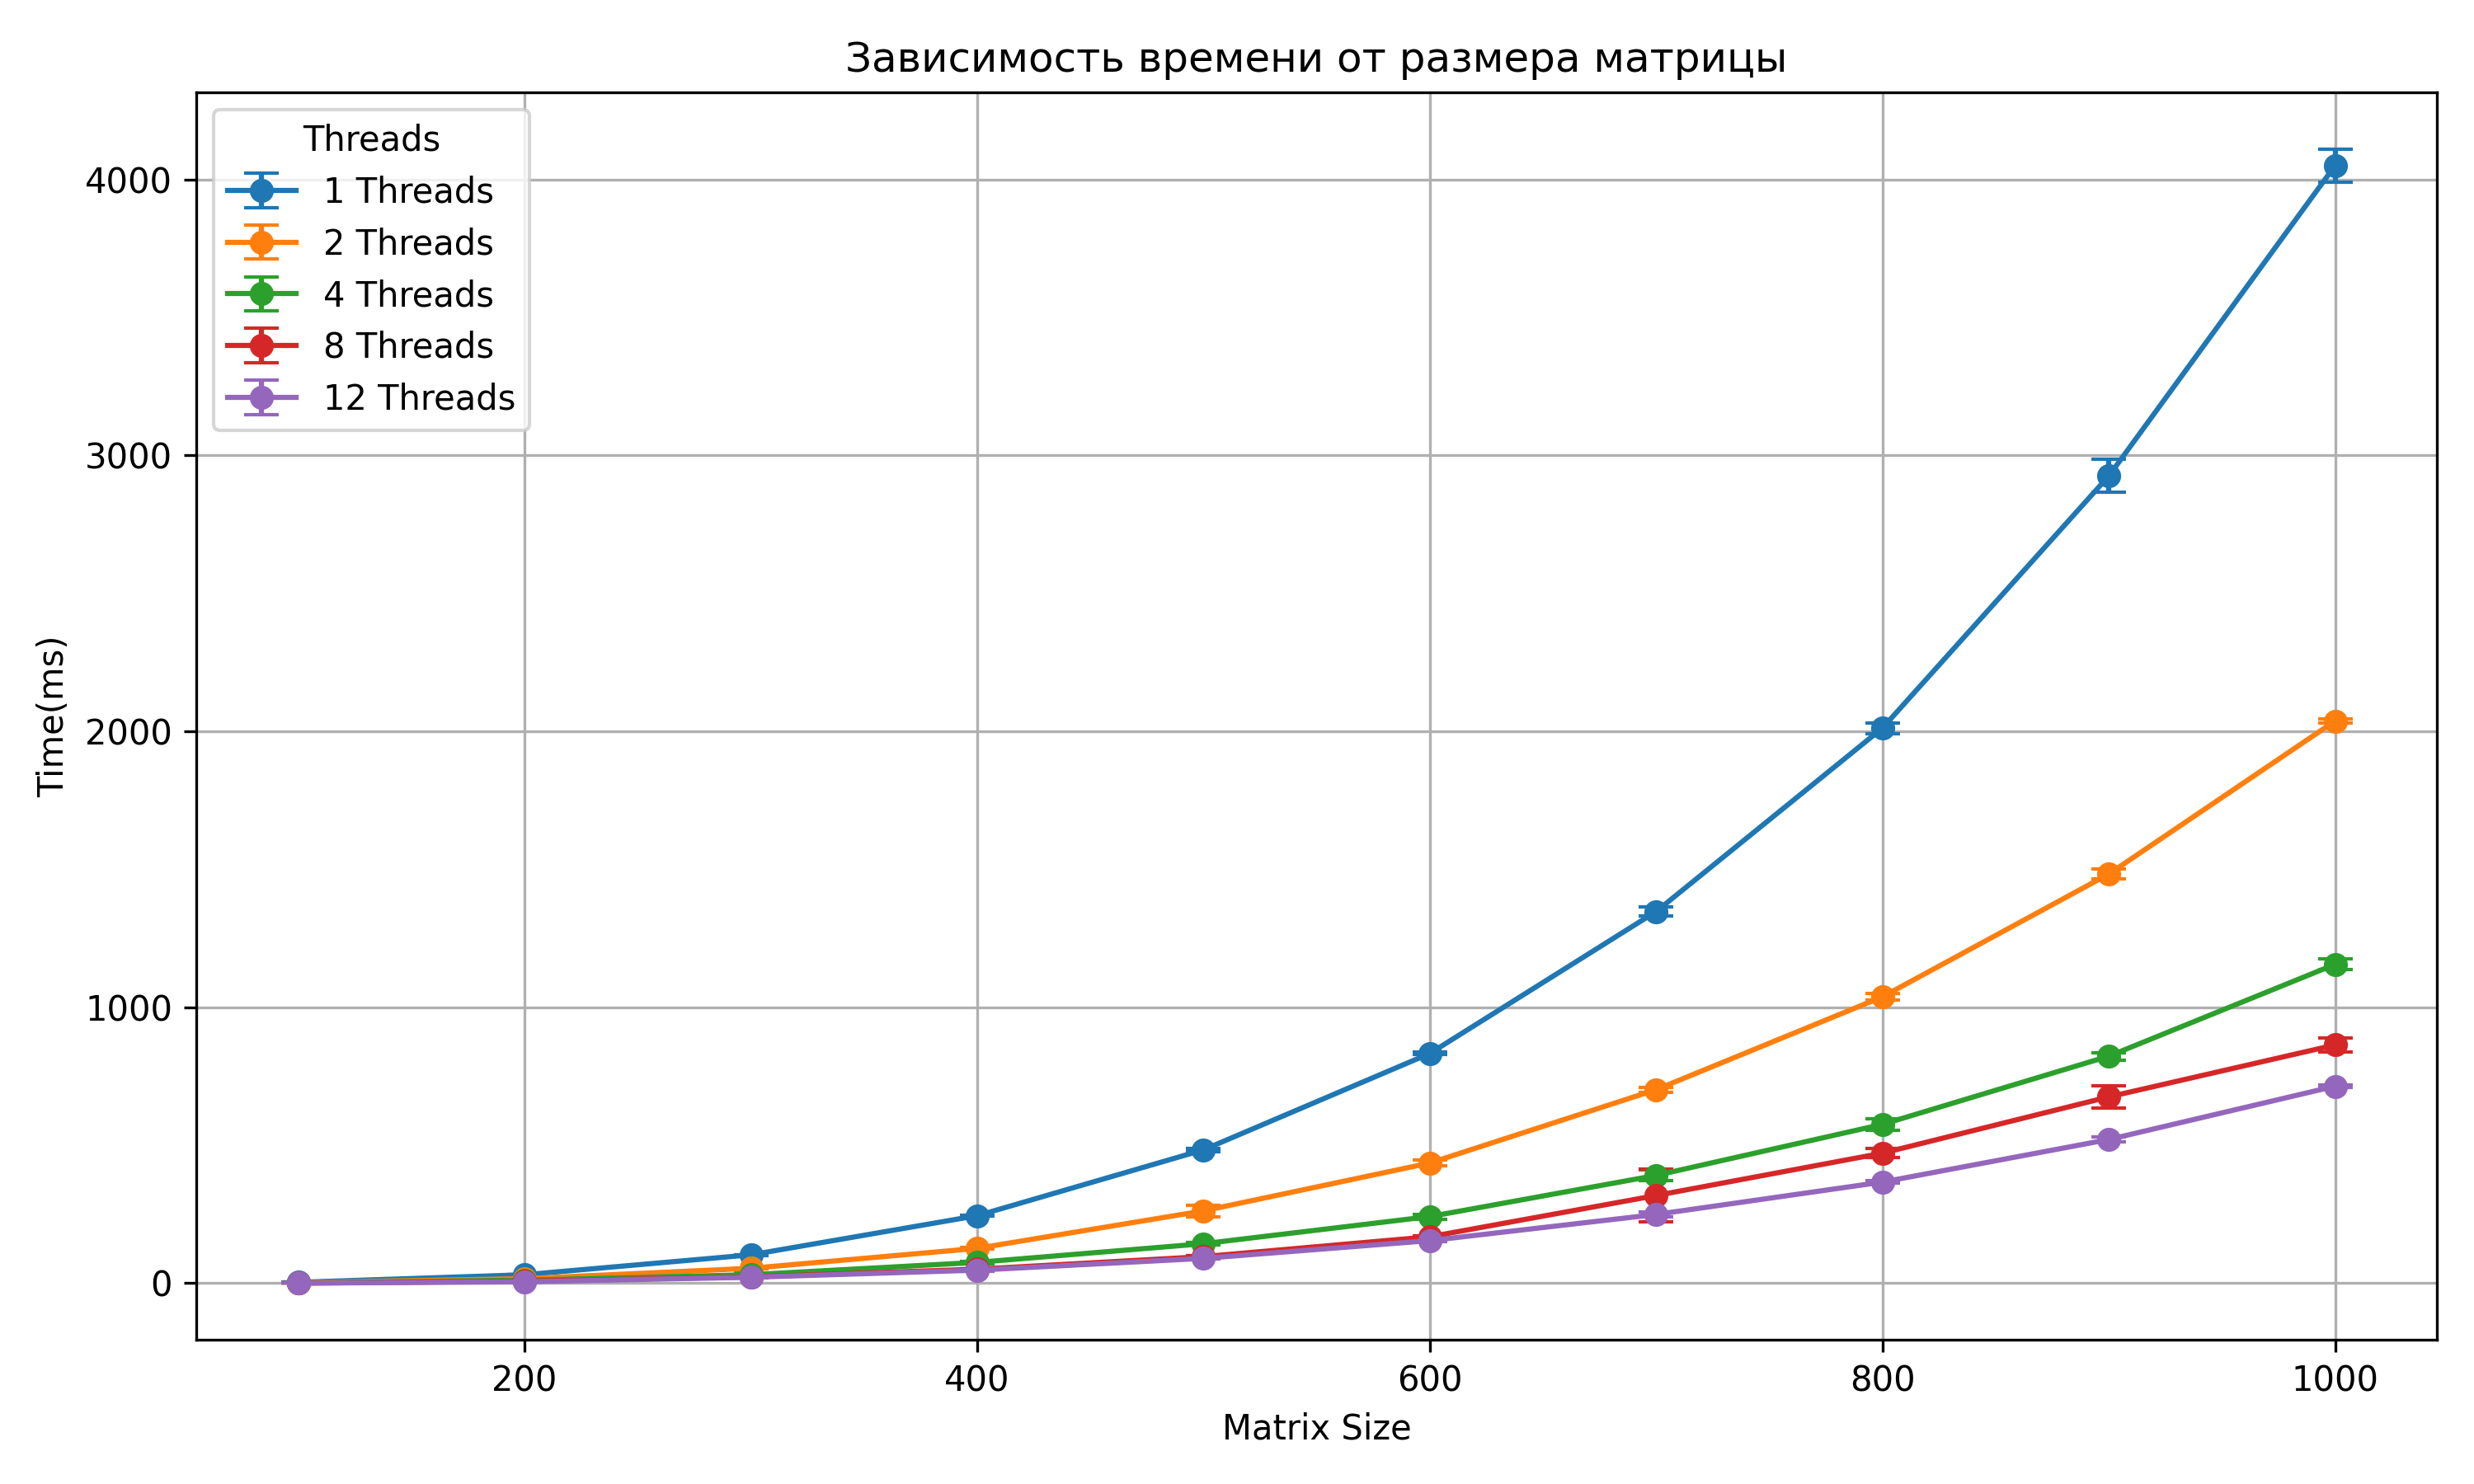 Зависимость времени от размера матрицы
Threads
1 Threads
2 Threads
4 Threads
8 Threads
12 Threads
4000
3000
2000
1000
0
Time(ms)
200 400 600 800 1000
Matrix Size